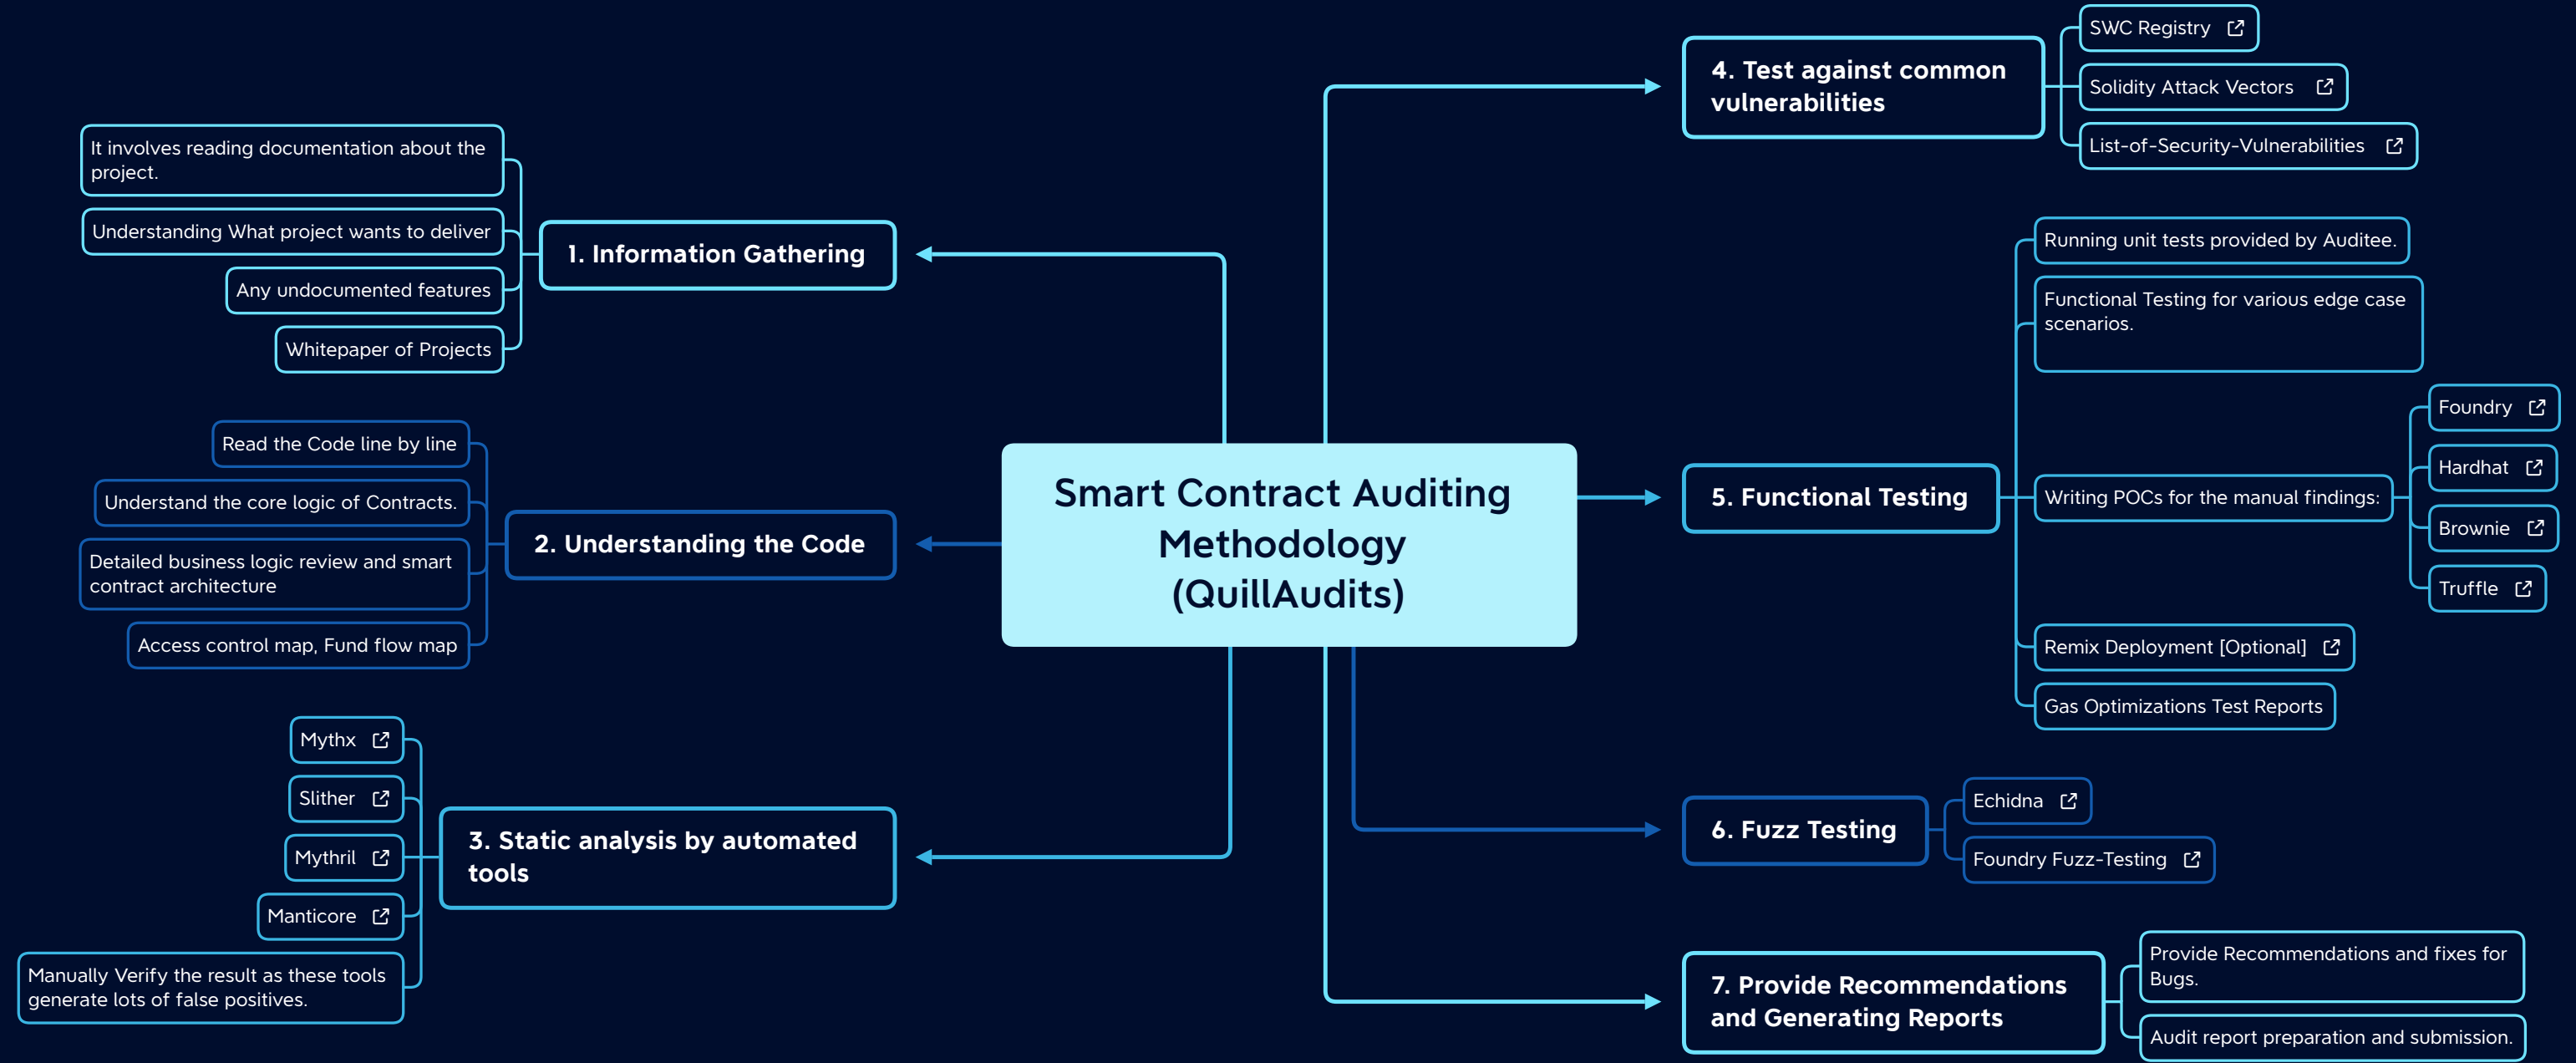 Smart Contract Auditing
Methodology
(QuillAudits)
1. Information Gathering
It involves reading documentation about the
project.
Understanding What project wants to deliver
Any undocumented features
Whitepaper of Projects
2. Understanding the Code
Read the Code line by line
Understand the core logic of Contracts.
Detailed business logic review and smart
contract architecture
Access control map, Fund flow map
3. Static analysis by automated
tools
Mythx
Slither
Mythril
Manticore
Manually Verify the result as these tools
generate lots of false positives.
4. Test against common
vulnerabilities
SWC Registry
Solidity Attack Vectors
List-of-Security-Vulnerabilities
5. Functional Testing
Running unit tests provided by Auditee.
Functional Testing for various edge case
scenarios.
Writing POCs for the manual findings:
Foundry
Hardhat
Brownie
Truffle
Remix Deployment [Optional]
Gas Optimizations Test Reports
6. Fuzz Testing
Echidna
Foundry Fuzz-Testing
7. Provide Recommendations
and Generating Reports
Provide Recommendations and fixes for
Bugs.
Audit report preparation and submission.